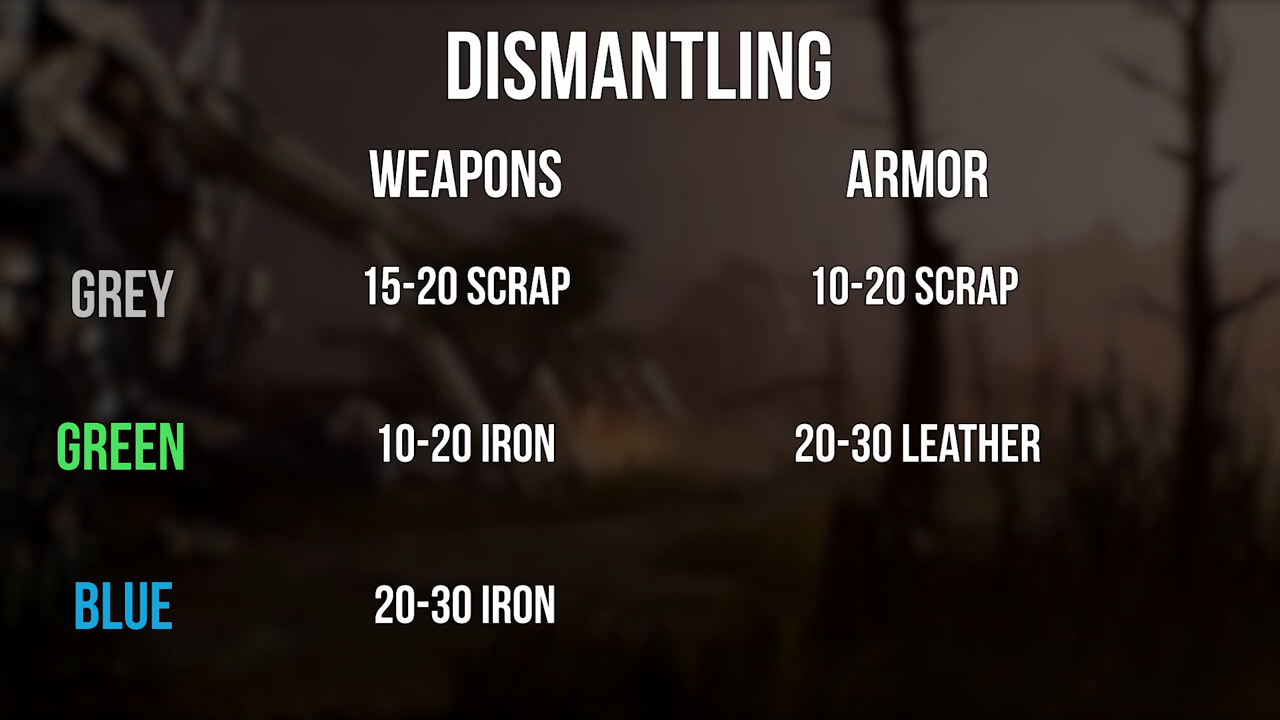 DISMANTLING
WEAPONS ARMOR
GREY 15-20 SCRAP 10-20 SCRAP
GREEN 10-20 IRON 20-30 LEATHER
BLUE 20-30 IRON